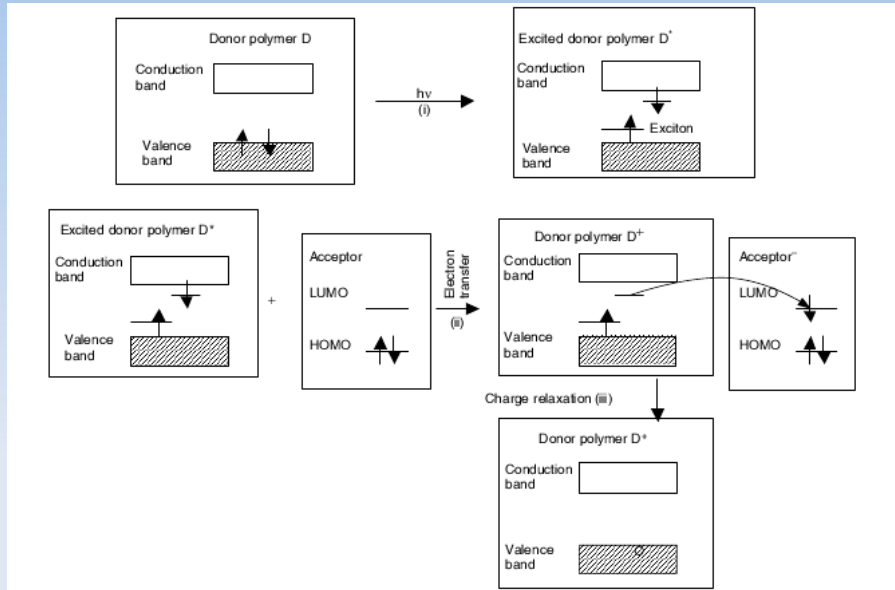 Donor polymer D
Conduction
band
Valence
band
hν
(i)
Excited donor polymer D*
Conduction
band
Exciton
Valence
band
Excited donor polymer D*
Conduction
band
Valence
band
+
Acceptor
LUMO
HOMO
Electron
transfer
(ii)
Donor polymer D+
Conduction
band
Valence
band
Acceptor-
LUMO
HOMO
Charge relaxation (iii)
Donor polymer D+
Conduction
band
Valence
band